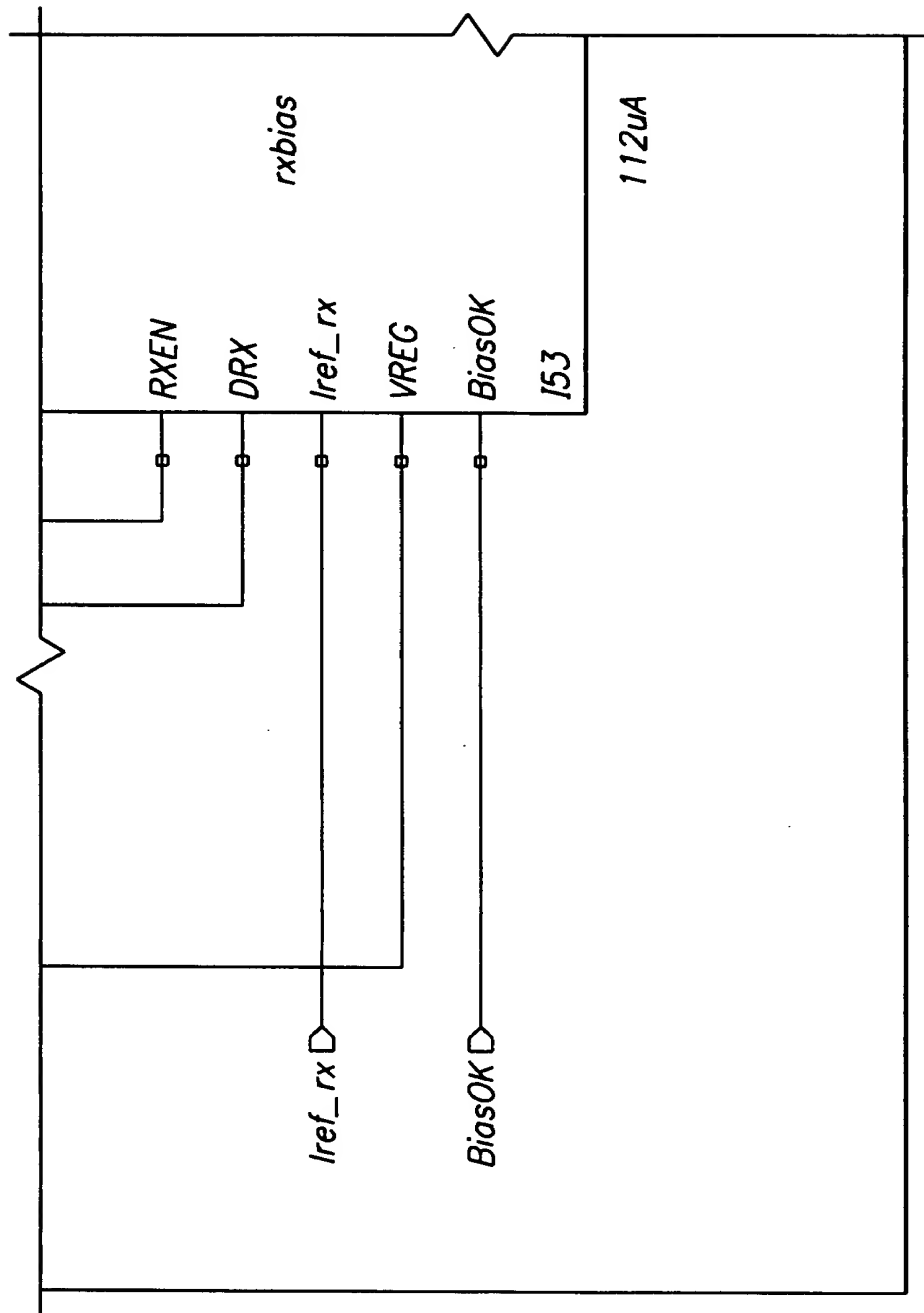 rxbias
RXEN
DRX
Iref_rx
Iref_rx
VREG
BiasOK
BiasOK
I53
112uA